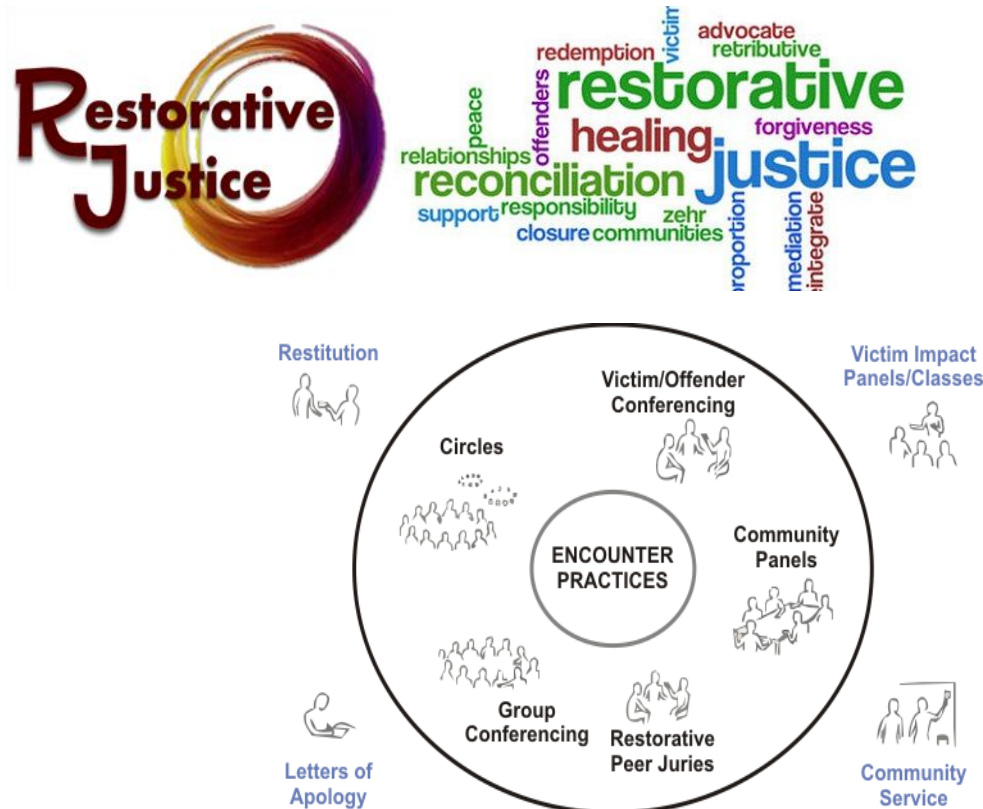 Restorative
Justice
victim
advocate
redemption
retributive
restorative
peace
offenders
healing
forgiveness
relationships
justice
reconciliation
support
responsibility
zehr
closure
communities
proportion
mediation
eintegrate
Restitution
Victim Impact
Panels/Classes
Victim/Offender
Conferencing
Circles
Community
Panels
ENCOUNTER
PRACTICES
Group
Conferencing
Restorative
Peer Juries
Letters of
Apology
Community
Service